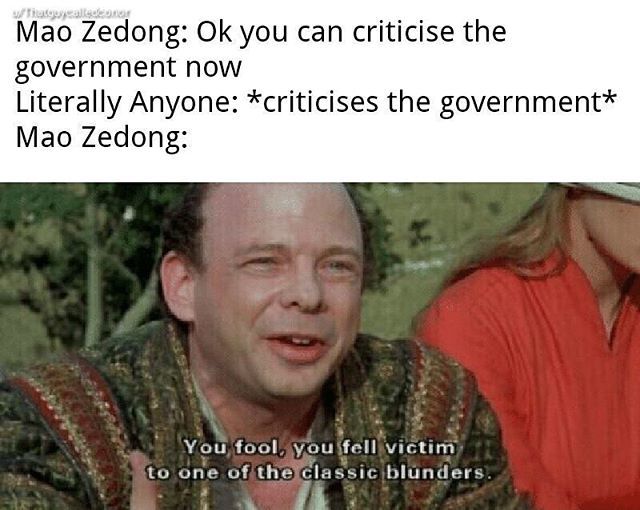 u/Thatguycalledconor
Mao Zedong: Ok you can criticise the
government now
Literally Anyone: *criticises the government*
Mao Zedong:
You fool, you fell victim
to one of the classic blunders.